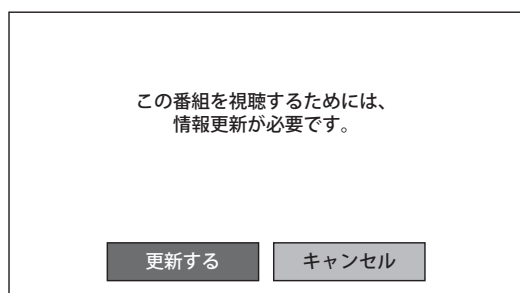 この番組を視聴するためには、
情報更新が必要です。
更新する
キャンセル